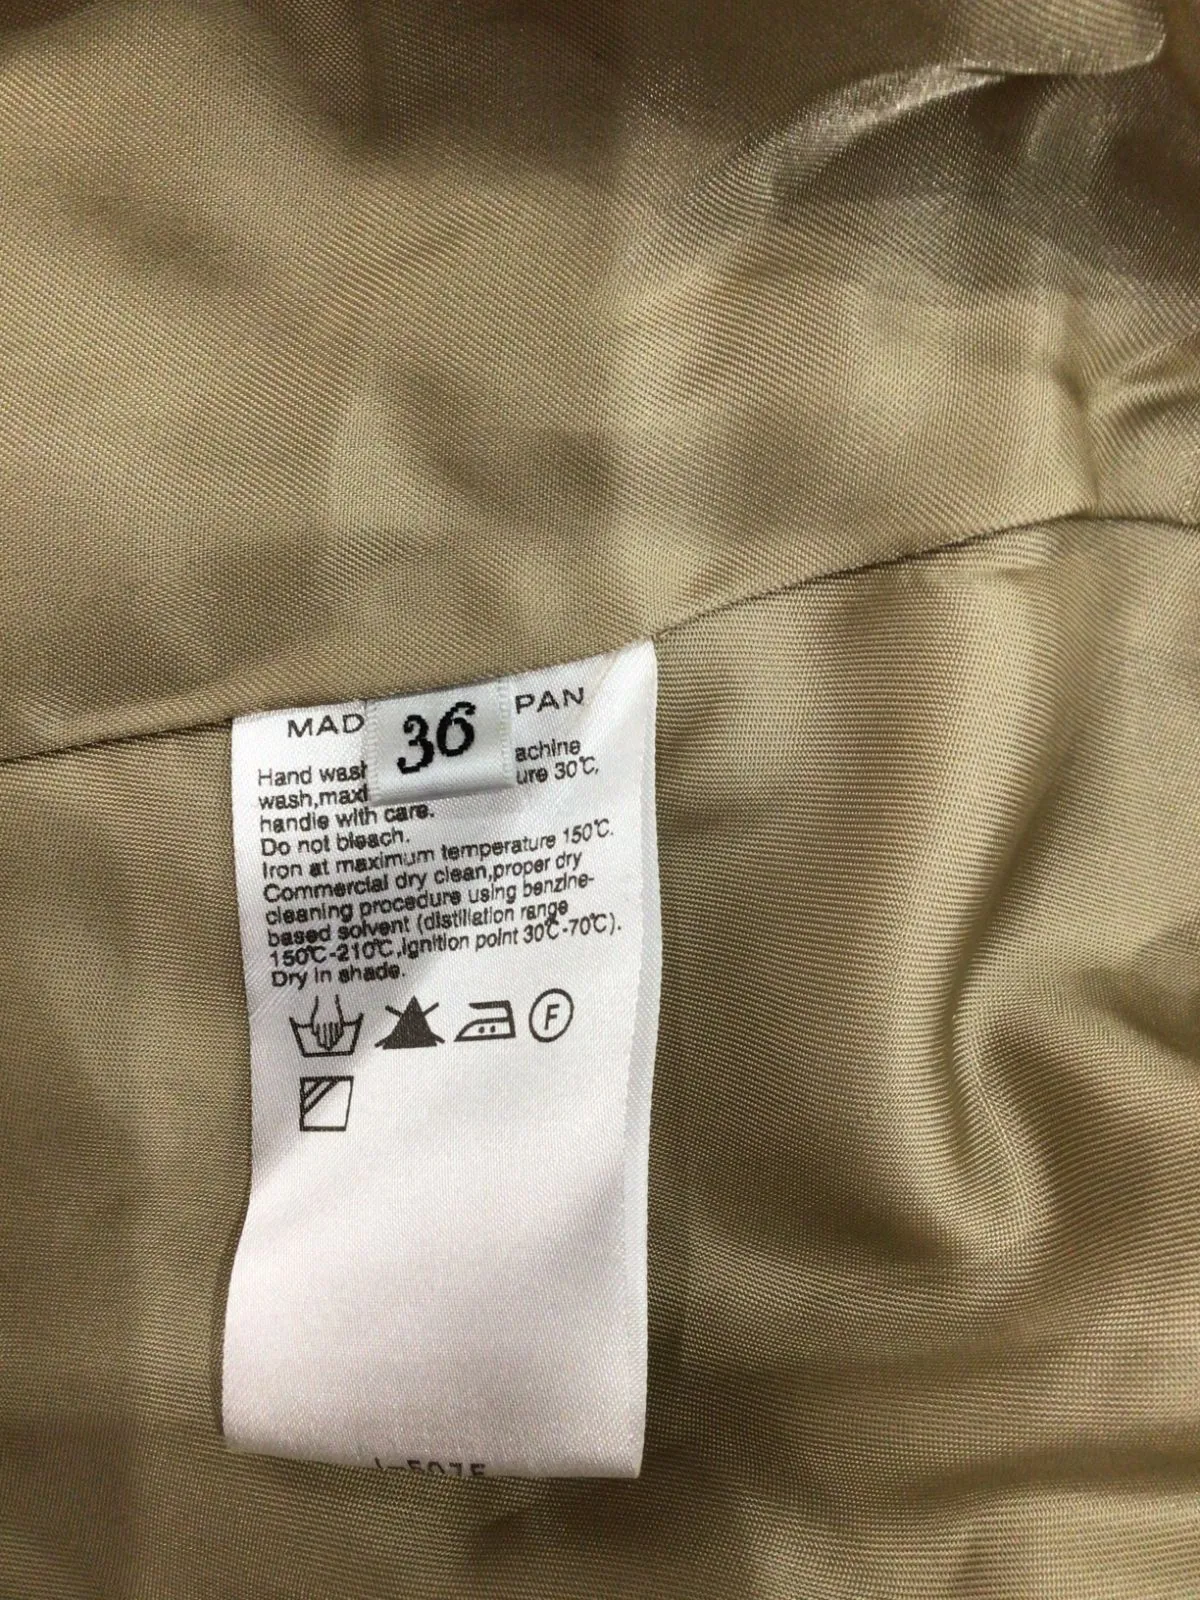 MAD 36 PAN
Hand wash achine
wash,maxi ure 30℃,
handle with care.
Do not bleach.
Iron at maximum temperature 150℃.
Commercial dry clean,proper dry
cleaning procedure using benzine-
based solvent (distillation range
150℃-210℃,ignition point 30℃-70℃).
Dry in shade.
F